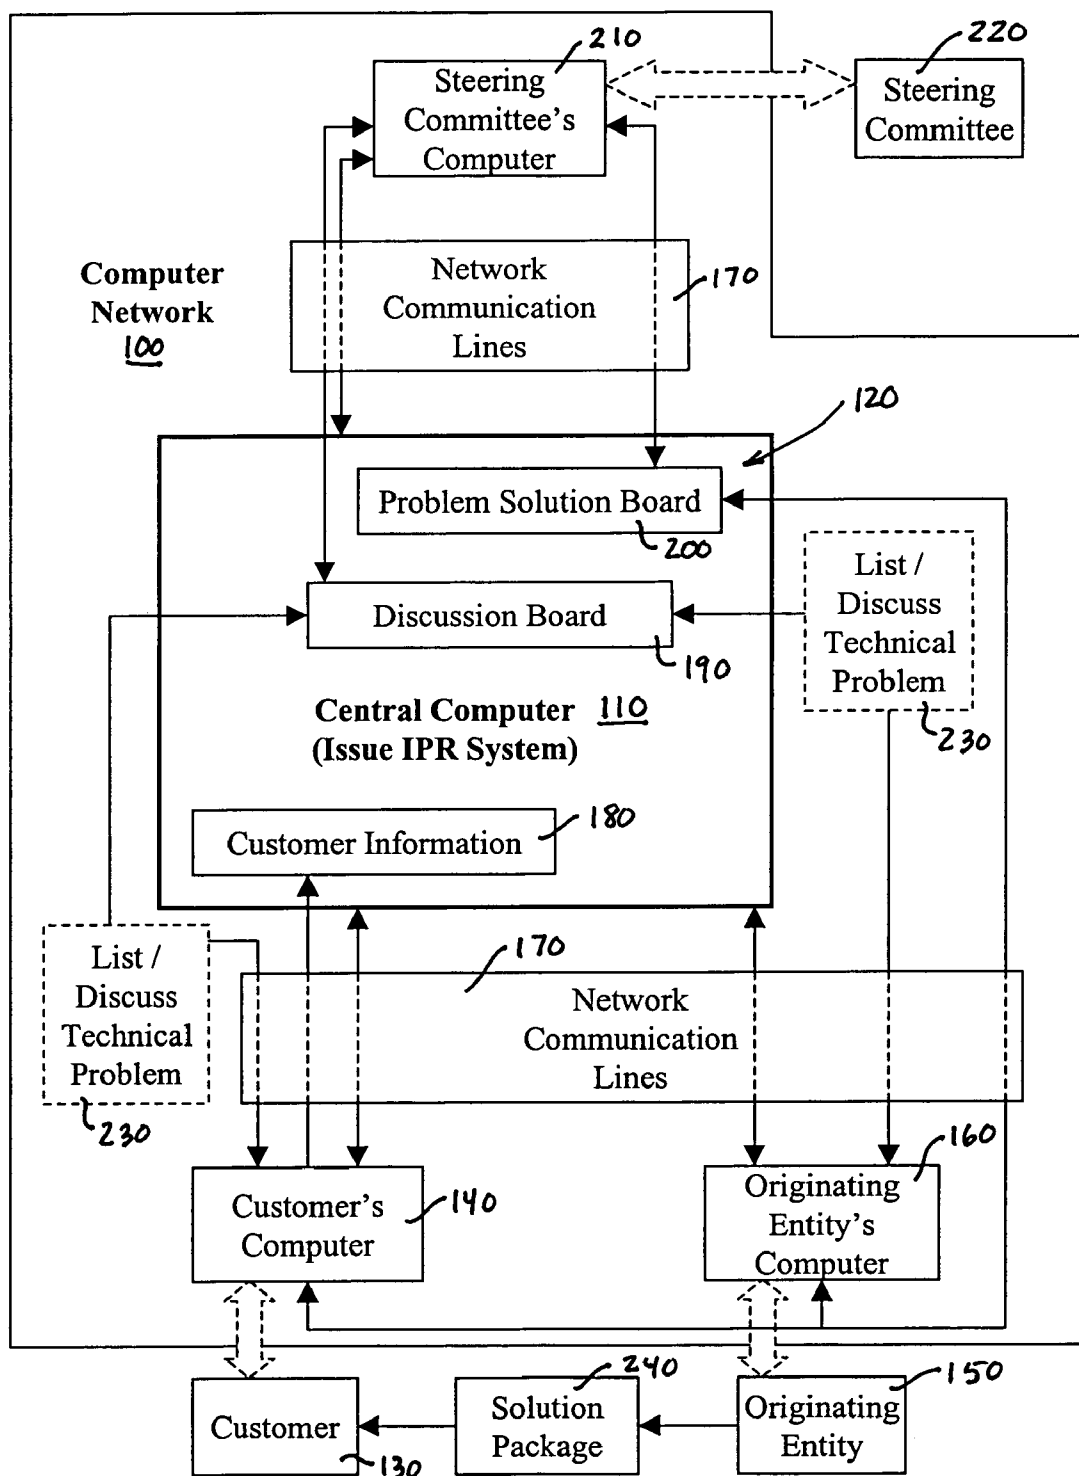 210
220
Steering
Committee's
Computer
Steering
Committee
Computer
Network
100
Network
Communication
Lines
170
120
Problem Solution Board
200
List /
Discuss
Technical
Problem
230
Discussion Board
190
Central Computer 110
(Issue IPR System)
180
Customer Information
List /
Discuss
Technical
Problem
230
170
Network
Communication
Lines
160
Customer's
Computer
140
Originating
Entity's
Computer
240
150
Customer
130
Solution
Package
Originating
Entity